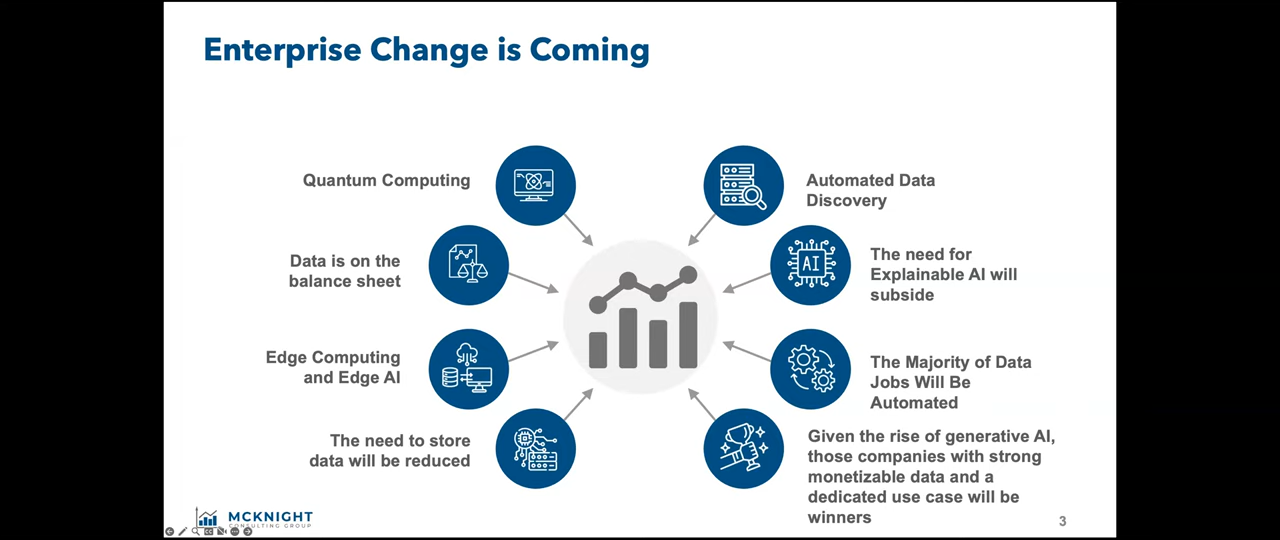 Enterprise Change is Coming
Quantum Computing
Automated Data
Discovery
Data is on the
balance sheet
The need for
Explainable AI will
subside
AI
Edge Computing
and Edge AI
The Majority of Data
Jobs Will Be
Automated
The need to store
data will be reduced
Given the rise of generative AI,
those companies with strong
monetizable data and a
dedicated use case will be
winners
MCKNIGHT
CONSULTING GROUP
3